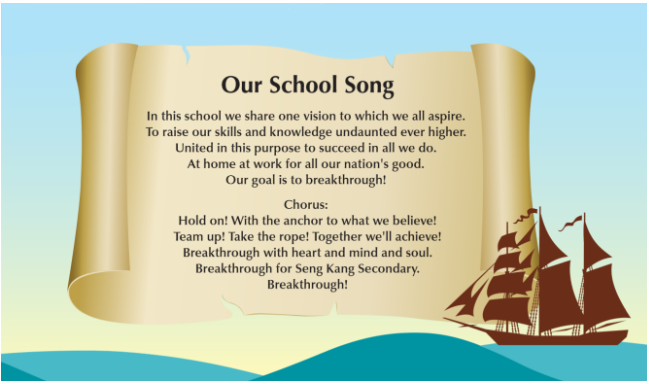 Our School Song
In this school we share one vision to which we all aspire.
To raise our skills and knowledge undaunted ever higher.
United in this purpose to succeed in all we do.
At home at work for all our nation's good.
Our goal is to breakthrough!
Chorus:
Hold on! With the anchor to what we believe!
Team up! Take the rope! Together we'll achieve!
Breakthrough with heart and mind and soul.
Breakthrough for Seng Kang Secondary.
Breakthrough!